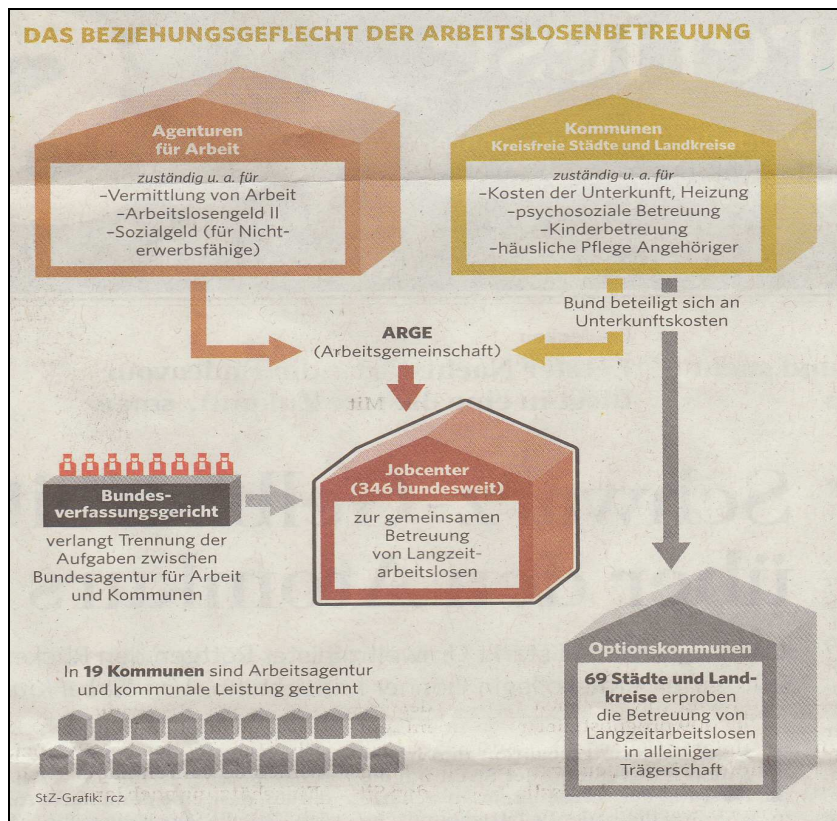 DAS BEZIEHUNGSGEFLECHT DER ARBEITSLOSENBETREUUNG
Agenturen
für Arbeit
zuständig u. a. für
–Vermittlung von Arbeit
–Arbeitslosengeld II
–Sozialgeld (für Nicht-
erwerbsfähige)
Kommunen
Kreisfreie Städte und Landkreise
zuständig u. a. für
–Kosten der Unterkunft, Heizung
–psychosoziale Betreuung
–Kinderbetreuung
–häusliche Pflege Angehöriger
Bund beteiligt sich an
Unterkunftskosten
ARGE
(Arbeitsgemeinschaft)
Jobcenter
(346 bundesweit)
zur gemeinsamen
Betreuung
von Langzeit-
arbeitslosen
Bundes-
verfassungsgericht
verlangt Trennung der
Aufgaben zwischen
Bundesagentur für Arbeit
und Kommunen
Optionskommunen
69 Städte und Land-
kreise erproben
die Betreuung von
Langzeitarbeitslosen
in alleiniger
Trägerschaft
In 19 Kommunen sind Arbeitsagentur
und kommunale Leistung getrennt
StZ-Grafik: rcz